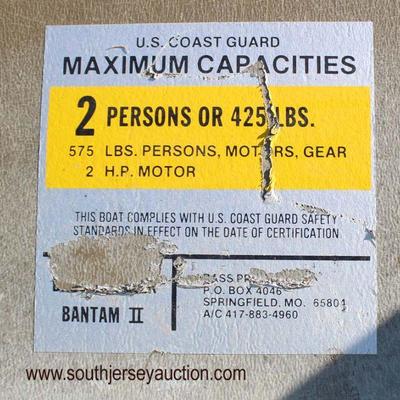 U.S. COAST GUARD
MAXIMUM CAPACITIES
2 PERSONS OR 425 LBS.
575 LBS. PERSONS, MOTORS, GEAR
2 H.P. MOTOR
THIS BOAT COMPLIES WITH U.S. COAST GUARD SAFETY
STANDARDS IN EFFECT ON THE DATE OF CERTIFICATION
BASS
P.O. BOX 4046
SPRINGFIELD, MO. 65804
A/C 417-883-4960
BANTAM II
www.southjerseyauction.com